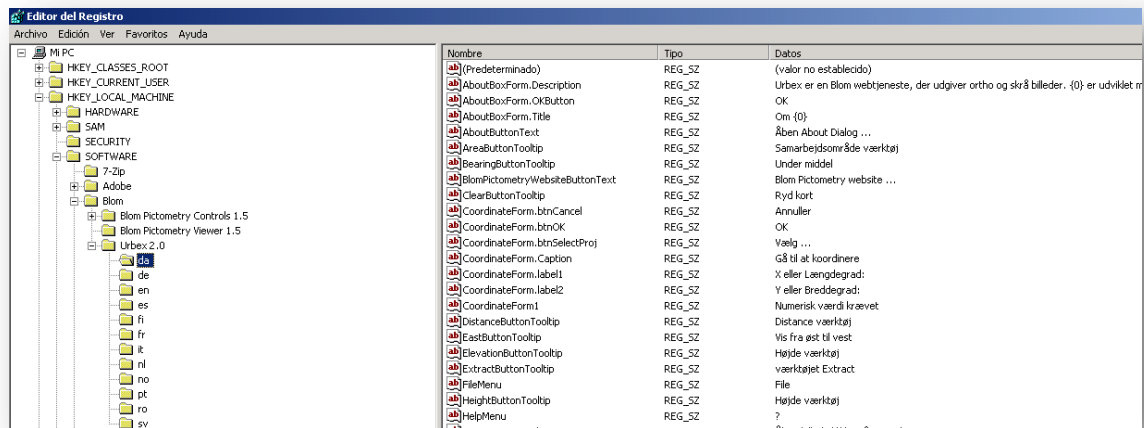 Editor del Registro
Archivo Edición Ver Favoritos Ayuda
Mi PC
HKEY_CLASSES_ROOT
HKEY_CURRENT_USER
HKEY_LOCAL_MACHINE
HARDWARE
SAM
SECURITY
SOFTWARE
7-Zip
Adobe
Blom
Blom Pictometry Controls 1.5
Blom Pictometry Viewer 1.5
Urbex 2.0
da
de
en
es
fi
fr
it
nl
no
pt
ro
sv
Nombre Tipo Datos
(Predeterminado) REG_SZ (valor no establecido)
AboutBoxForm.Description REG_SZ Urbex er en Blom webtjeneste, der udgiver ortho og skrå billeder. {0} er udviklet m
AboutBoxForm.OKButton REG_SZ OK
AboutBoxForm.Title REG_SZ Om {0}
AboutButtonText REG_SZ Åben About Dialog ...
AreaButtonTooltip REG_SZ Samarbejdsområde værktøj
BearingButtonTooltip REG_SZ Under middel
BlomPictometryWebsiteButtonText REG_SZ Blom Pictometry website ...
ClearButtonTooltip REG_SZ Ryd kort
CoordinateForm.btnCancel REG_SZ Annuller
CoordinateForm.btnOK REG_SZ OK
CoordinateForm.btnSelectProj REG_SZ Vælg ...
CoordinateForm.Caption REG_SZ Gå til at koordinere
CoordinateForm.label1 REG_SZ X eller Længdegrad:
CoordinateForm.label2 REG_SZ Y eller Breddegrad:
CoordinateForm1 REG_SZ Numerisk værdi krævet
DistanceButtonTooltip REG_SZ Distance værktøj
EastButtonTooltip REG_SZ Vis fra øst til vest
ElevationButtonTooltip REG_SZ Højde værktøj
ExtractButtonTooltip REG_SZ værktøjet Extract
FileMenu REG_SZ File
HeightButtonTooltip REG_SZ Højde værktøj
HelpMenu REG_SZ ?